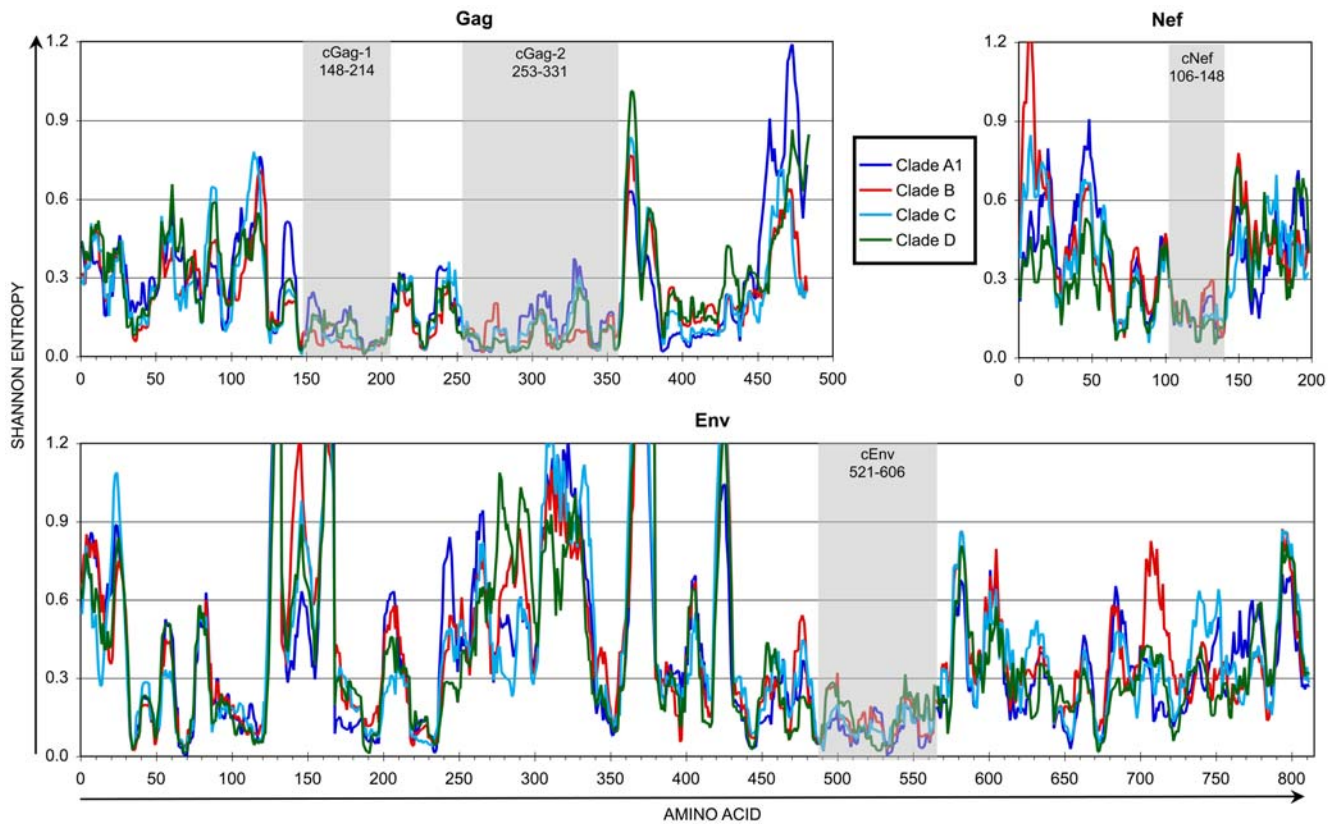 Gag
Nef
SHANNON ENTROPY
1.2
0.9
0.6
0.3
0.0
cGag-1
148-214
cGag-2
253-331
0 50 100 150 200 250 300 350 400 450 500
Clade A1
Clade B
Clade C
Clade D
1.2
0.9
0.6
0.3
0.0
cNef
106-148
0 50 100 150 200
Env
1.2
0.9
0.6
0.3
0.0
cEnv
521-606
0 50 100 150 200 250 300 350 400 450 500 550 600 650 700 750 800
AMINO ACID